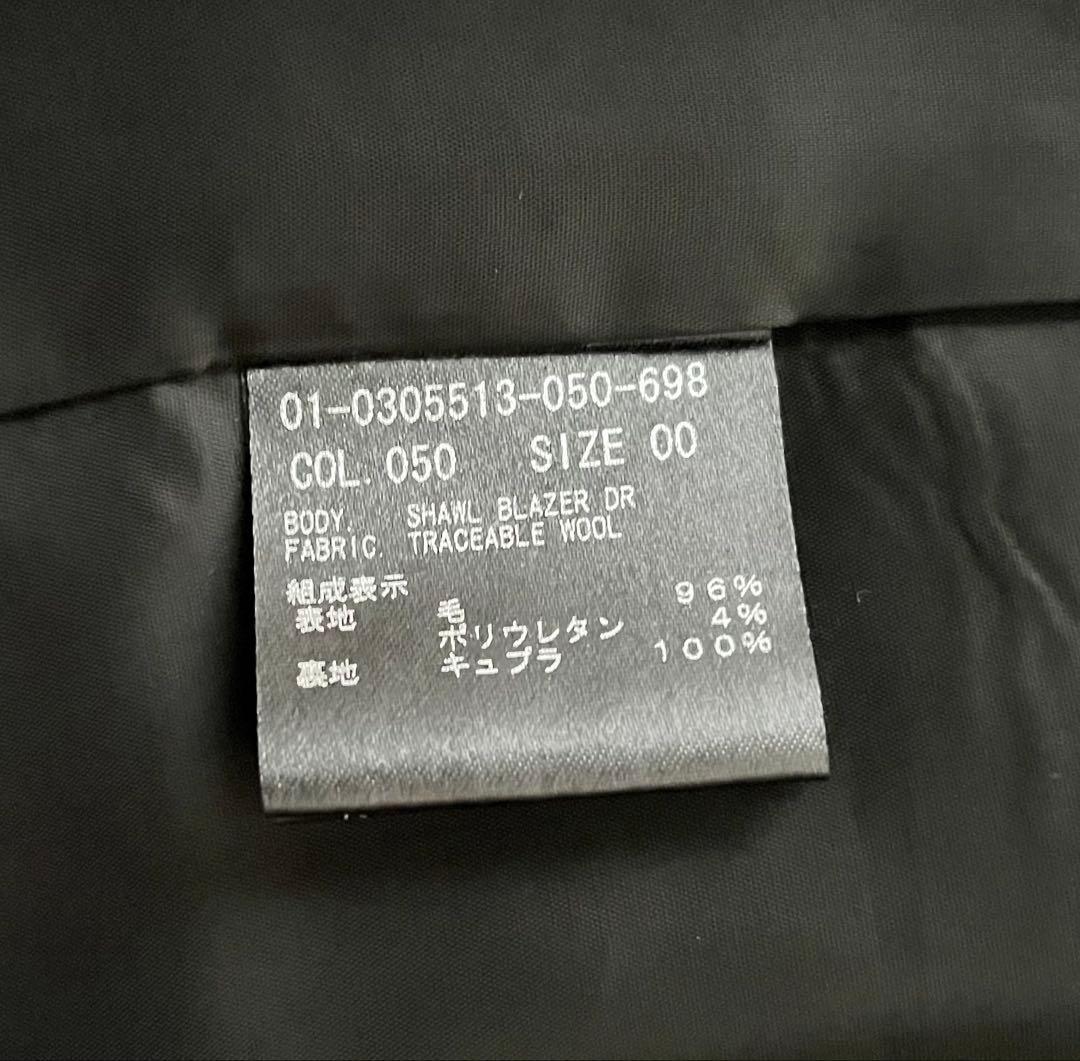 01-0305513-050-698
COL. 050 SIZE 00
BODY. SHAWL BLAZER DR
FABRIC. TRACEABLE WOOL
組成表示
表地 毛 96%
ポリウレタン 4%
裏地 キュプラ 100%